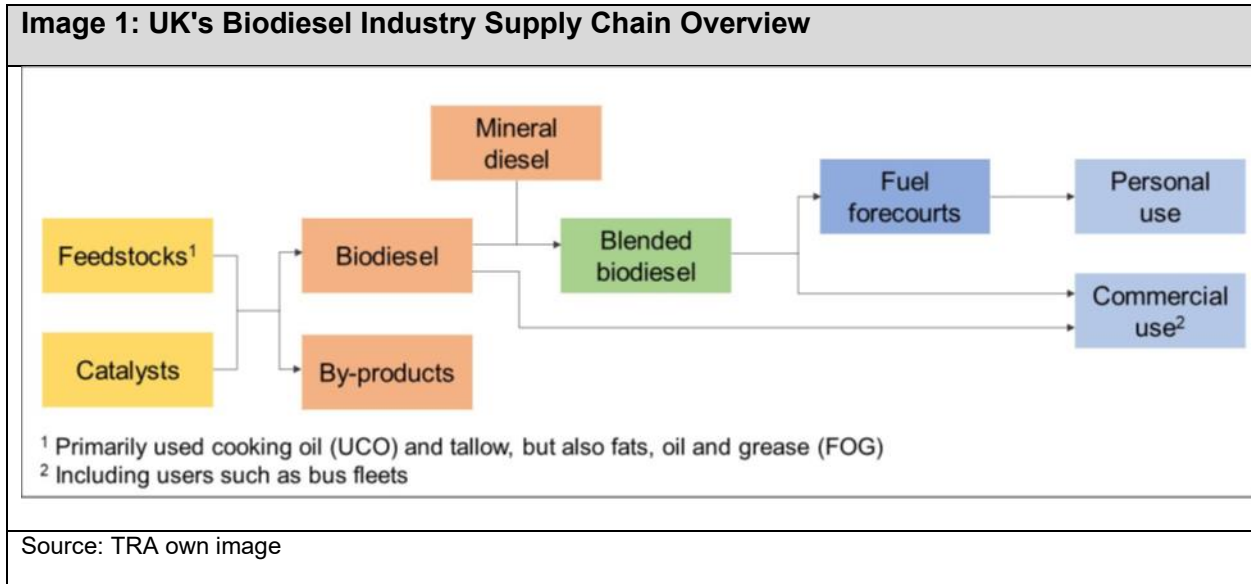 Image 1: UK's Biodiesel Industry Supply Chain Overview
Mineral
diesel
Fuel
forecourts
Personal
use
Feedstocks¹
Biodiesel
Blended
biodiesel
Commercial
use²
Catalysts
By-products
¹ Primarily used cooking oil (UCO) and tallow, but also fats, oil and grease (FOG)
² Including users such as bus fleets
Source: TRA own image